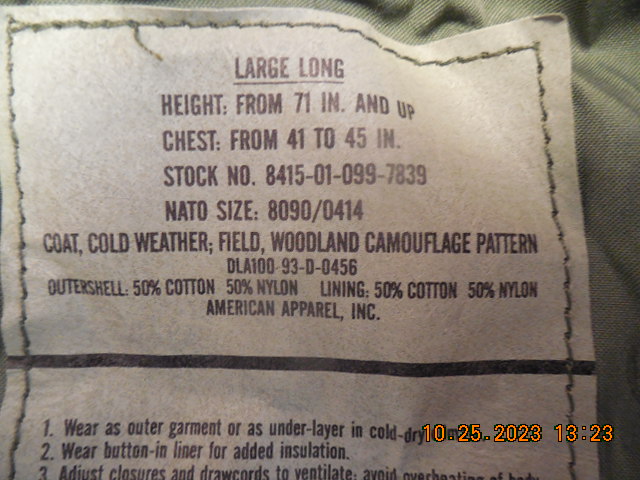 LARGE LONG
HEIGHT: FROM 71 IN. AND UP
CHEST: FROM 41 TO 45 IN.
STOCK NO. 8415-01-099-7839
NATO SIZE: 8090/0414
COAT, COLD WEATHER; FIELD, WOODLAND CAMOUFLAGE PATTERN
DLA100-93-D-0456
OUTERSHELL: 50% COTTON 50% NYLON LINING: 50% COTTON 50% NYLON
AMERICAN APPAREL, INC.
1. Wear as outer garment or as under-layer in cold-dry
2. Wear button-in liner for added insulation.
3 Adjust closures and drawcords to ventilate; avoid overheating of body
10.25.2023 13:23